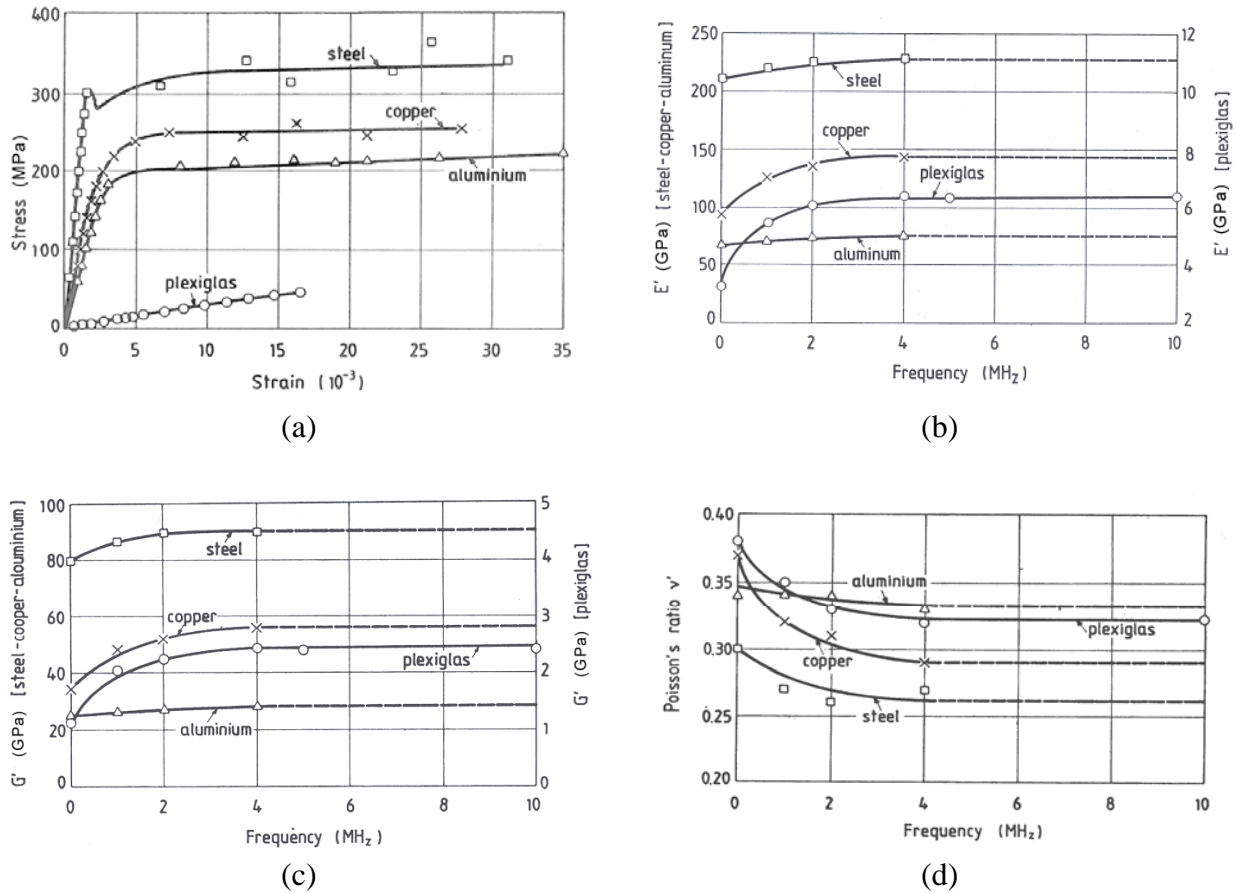 400
300
200
100
0
Stress (MPa)
steel
copper
aluminium
plexiglas
0 5 10 15 20 25 30 35
Strain (10⁻³)
(a)
250
200
150
100
50
0
E' (GPa) [steel-copper-aluminum]
steel
copper
plexiglas
aluminum
12
10
8
6
4
2
E' (GPa) [plexiglas]
0 2 4 6 8 10
Frequency (MHz)
(b)
100
80
60
40
20
0
G' (GPa) [steel-cooper-alouminium]
steel
copper
plexiglas
aluminium
5
4
3
2
1
0
G' (GPa) [plexiglas]
0 2 4 6 8 10
Frequency (MHz)
(c)
0.40
0.35
0.30
0.25
0.20
Poisson's ratio ν'
aluminium
plexiglas
copper
steel
0 2 4 6 8 10
Frequency (MHz)
(d)